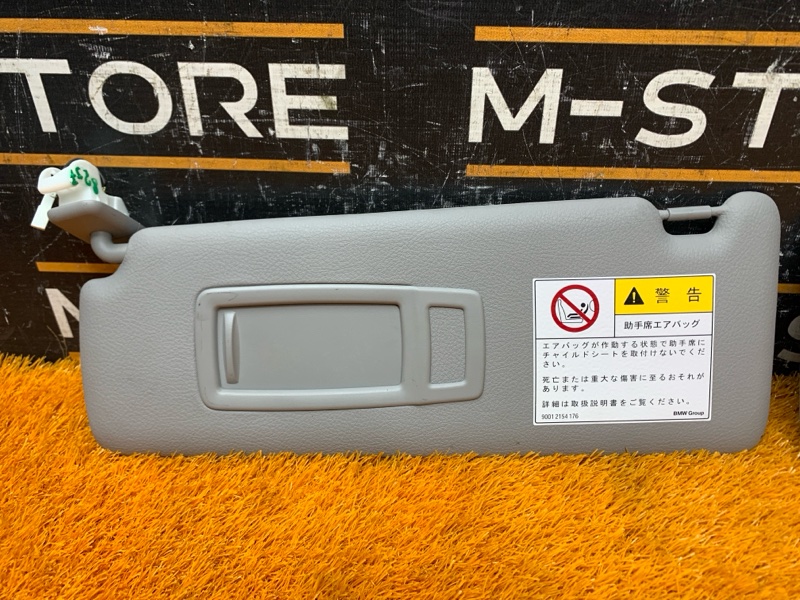 TORE
M-ST
警告
助手席エアバッグ
エアバッグが作動する状態で助手席に
チャイルドシートを取付けないでくだ
さい。
死亡または重大な傷害に至るおそれが
あります。
詳細は取扱説明書をご覧ください。
9001 2154 176
BMW Group